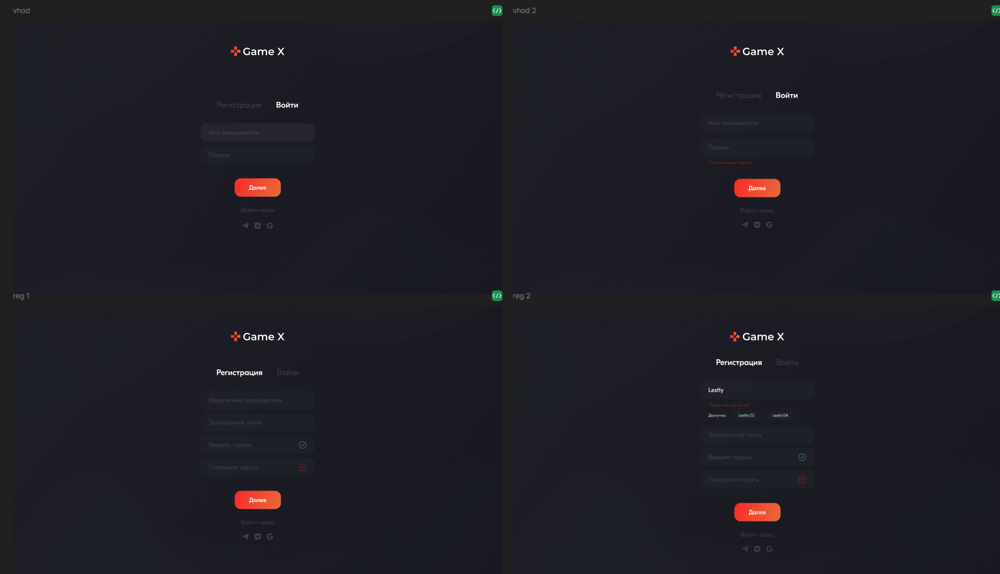 vhod
Game X
Регистрация Войти
Имя пользователя
Пароль
Далее
Войти через
vhod 2
Game X
Регистрация Войти
Имя пользователя
Пароль
*Неправильный пароль
Далее
Войти через
reg 1
Game X
Регистрация Войти
Введите имя пользователя
Электронная почта
Введите пароль
Повторите пароль
Далее
Войти через
reg 2
Game X
Регистрация Войти
Lestty
*Такое имя уже занято
Доступно: Lestty123 Lestty124
Электронная почта
Введите пароль
Повторите пароль
Далее
Войти через